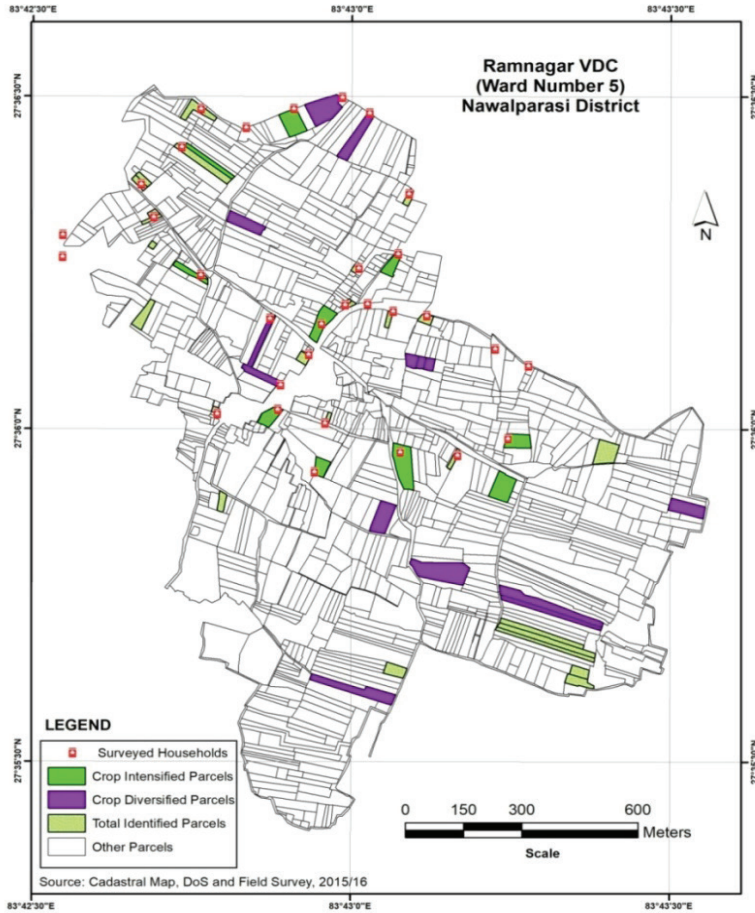 83°42'30"E 83°43'0"E 83°43'30"E
Ramnagar VDC
(Ward Number 5)
Nawalparasi District
27°36'30"N
N
27°36'0"N
27°35'30"N
LEGEND
Surveyed Households
Crop Intensified Parcels
Crop Diversified Parcels
Total Identified Parcels
Other Parcels
0 150 300 600
Meters
Scale
Source: Cadastral Map, DoS and Field Survey, 2015/16
83°42'30"E 83°43'0"E 83°43'30"E